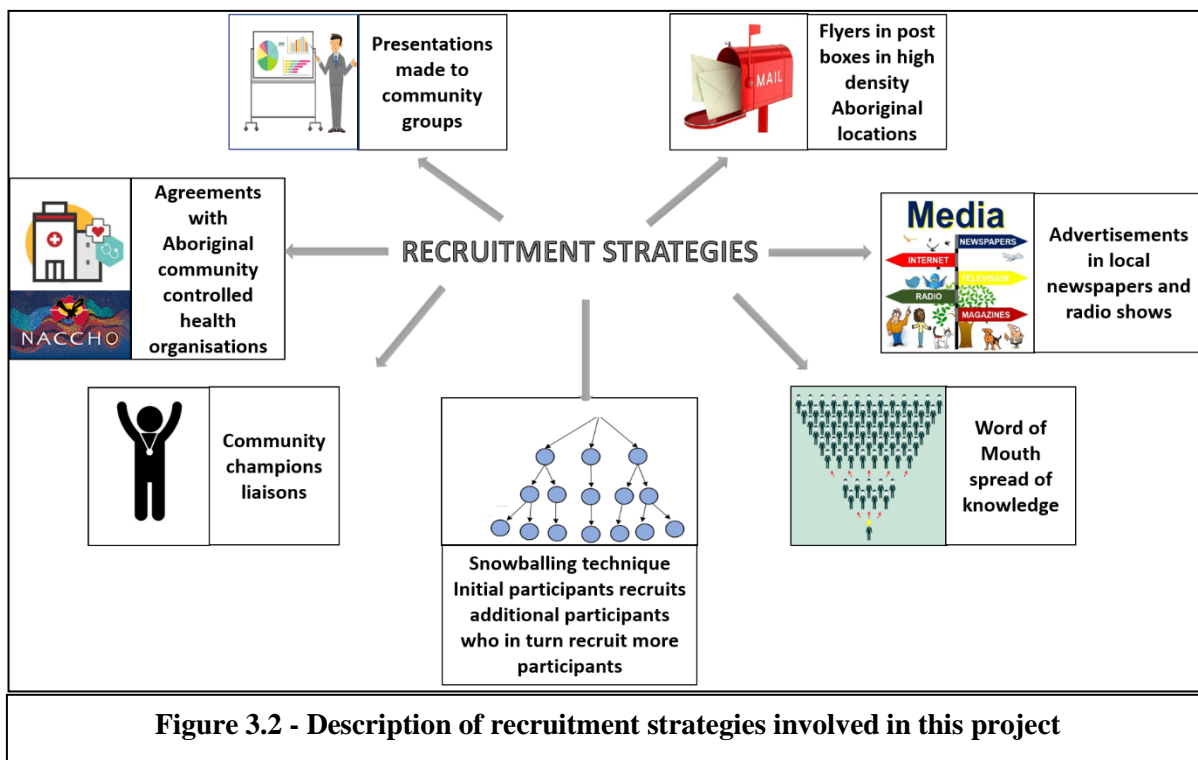 Presentations
made to
community
groups
MAIL
Flyers in post
boxes in high
density
Aboriginal
locations
NACCHO
Agreements
with
Aboriginal
community
controlled
health
organisations
RECRUITMENT STRATEGIES
Media
NEWSPAPERS
INTERNET
TELEVISION
RADIO
MAGAZINES
Advertisements
in local
newspapers and
radio shows
Community
champions
liaisons
Snowballing technique
Initial participants recruits
additional participants
who in turn recruit more
participants
Word of
Mouth
spread of
knowledge
Figure 3.2 - Description of recruitment strategies involved in this project